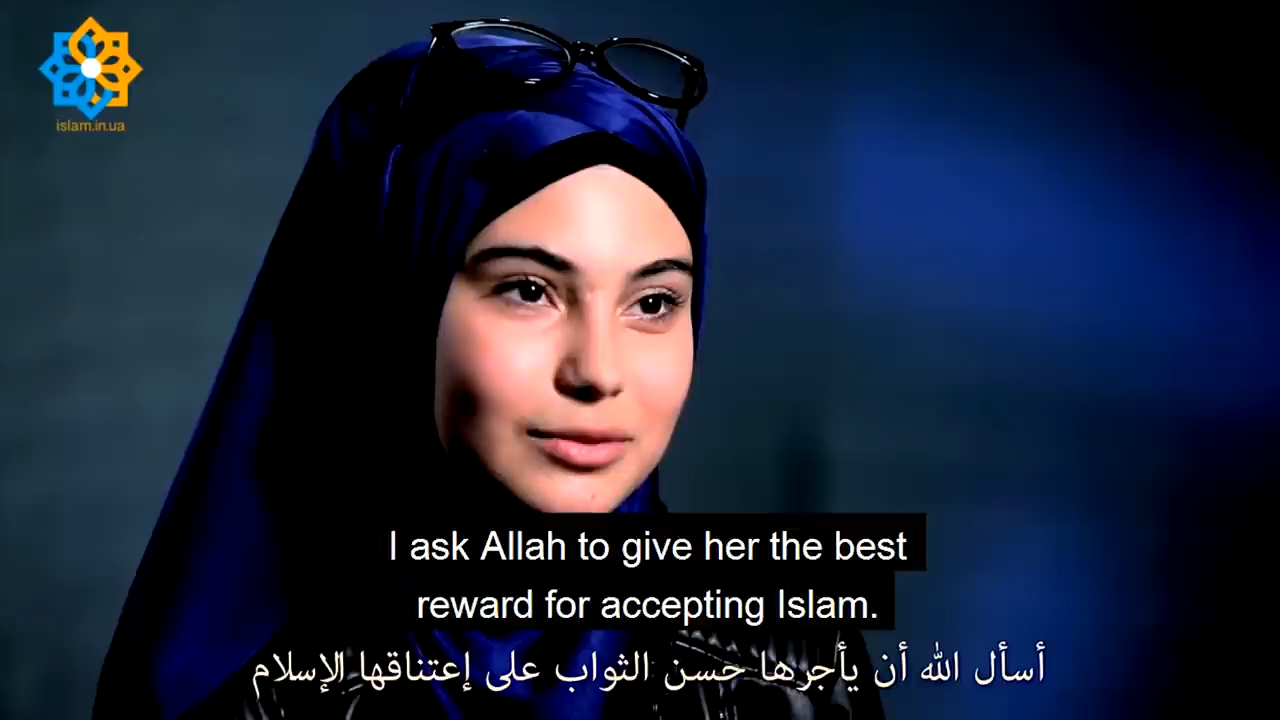 islam.in.ua
I ask Allah to give her the best
reward for accepting Islam.
أسأل الله أن يأجرها حسن الثواب على إعتناقها الإسلام